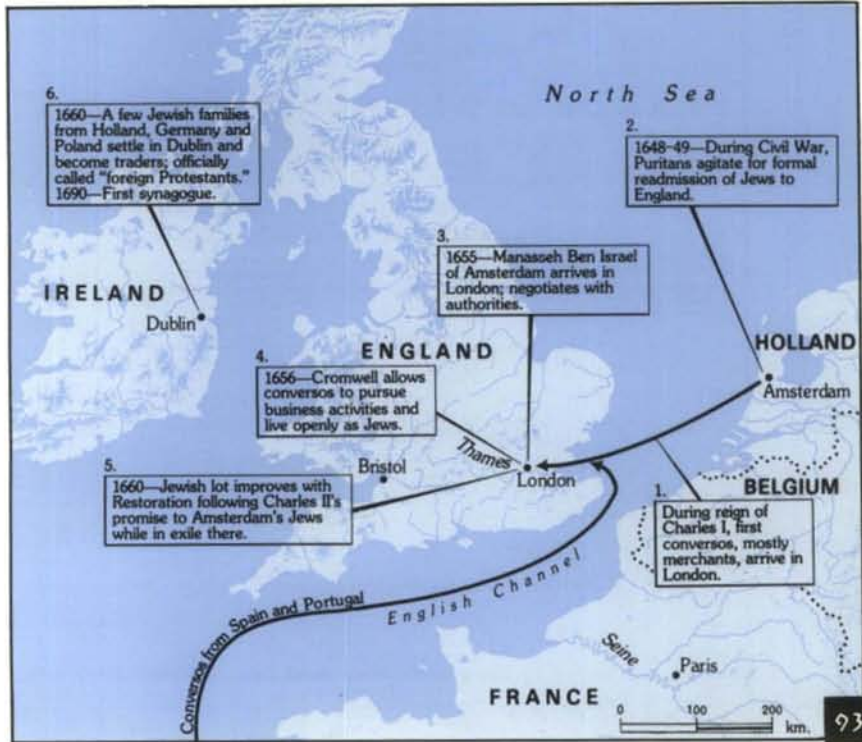 North Sea
6.
1660—A few Jewish families
from Holland, Germany and
Poland settle in Dublin and
become traders; officially
called "foreign Protestants."
1690—First synagogue.
2.
1648-49—During Civil War,
Puritans agitate for formal
readmission of Jews to
England.
3.
1655—Manasseh Ben Israel
of Amsterdam arrives in
London; negotiates with
authorities.
IRELAND
Dublin
ENGLAND
HOLLAND
Amsterdam
4.
1656—Cromwell allows
conversos to pursue
business activities and
live openly as Jews.
Thames
London
Bristol
5.
1660—Jewish lot improves with
Restoration following Charles II's
promise to Amsterdam's Jews
while in exile there.
BELGIUM
1.
During reign of
Charles I, first
conversos, mostly
merchants, arrive in
London.
English Channel
Conversos from Spain and Portugal
Seine
Paris
FRANCE
0 100 200
km.
93